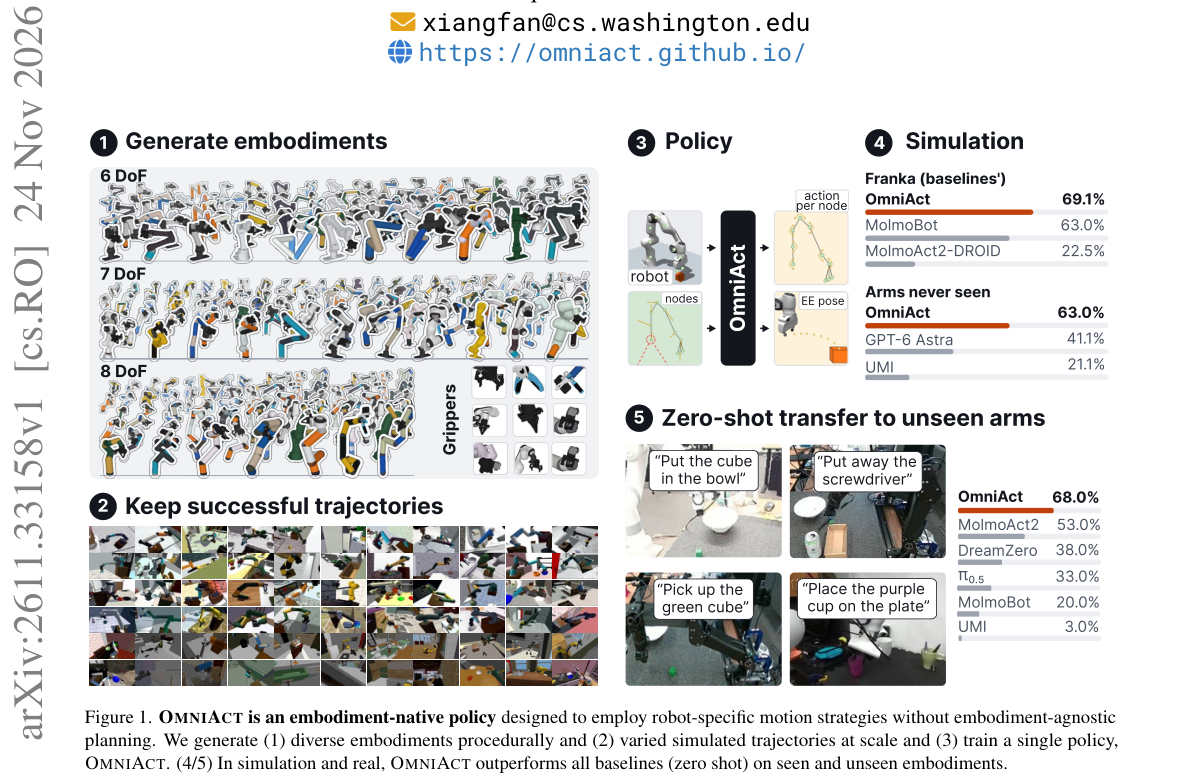 arXiv:2611.33158v1 [cs.RO] 24 Nov 2026
xiangfan@cs.washington.edu
https://omniact.github.io/
1 Generate embodiments
6 DoF
7 DoF
8 DoF
Grippers
2 Keep successful trajectories
3 Policy
robot
nodes
OmniAct
action
per node
EE pose
4 Simulation
Franka (baselines')
OmniAct 69.1%
MolmoBot 63.0%
MolmoAct2-DROID 22.5%
Arms never seen
OmniAct 63.0%
GPT-6 Astra 41.1%
UMI 21.1%
5 Zero-shot transfer to unseen arms
“Put the cube
in the bowl”
“Put away the
screwdriver”
“Pick up the
green cube”
“Place the purple
cup on the plate”
OmniAct 68.0%
MolmoAct2 53.0%
DreamZero 38.0%
π0.5 33.0%
MolmoBot 20.0%
UMI 3.0%
Figure 1. OMNIACT is an embodiment-native policy designed to employ robot-specific motion strategies without embodiment-agnostic
planning. We generate (1) diverse embodiments procedurally and (2) varied simulated trajectories at scale and (3) train a single policy,
OMNIACT. (4/5) In simulation and real, OMNIACT outperforms all baselines (zero shot) on seen and unseen embodiments.